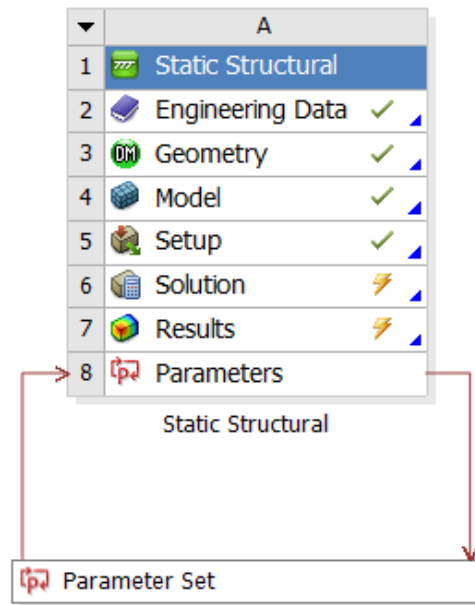 A
1 Static Structural
2 Engineering Data
3 DM Geometry
4 Model
5 Setup
6 Solution
7 Results
8 p Parameters
Static Structural
p Parameter Set